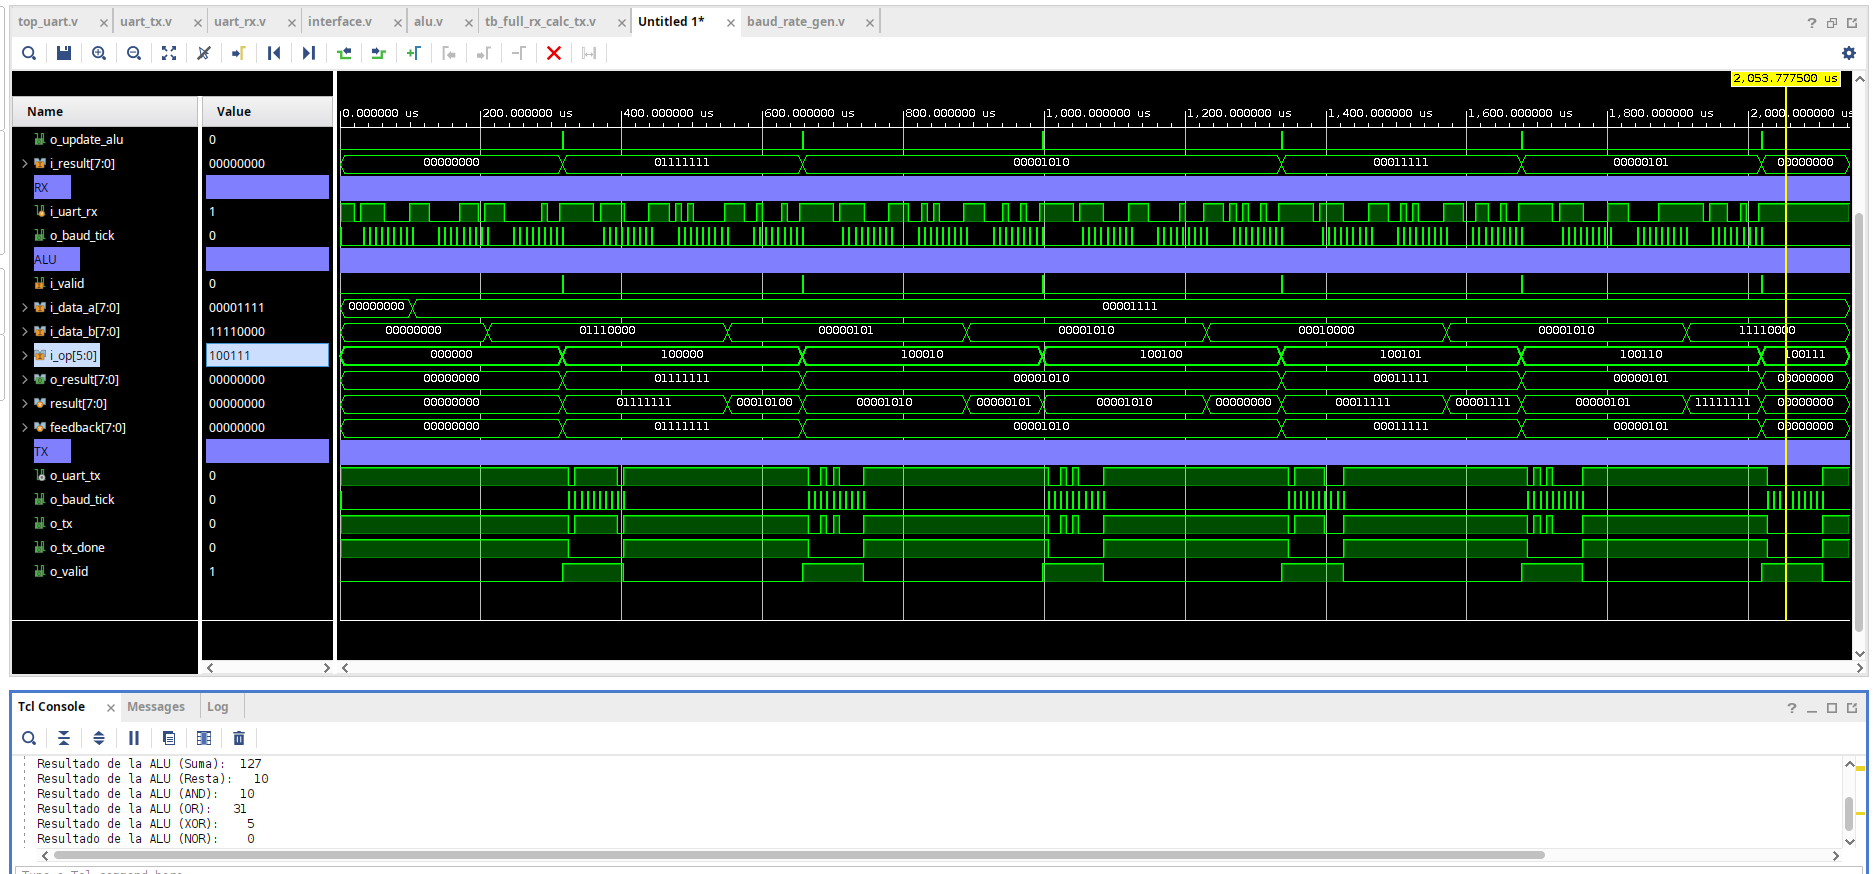 top_uart.v uart_tx.v uart_rx.v interface.v alu.v tb_full_rx_calc_tx.v Untitled 1* baud_rate_gen.v
2,053.777500 us
Name Value
0.000000 us 200.000000 us 400.000000 us 600.000000 us 800.000000 us 1,000.000000 us 1,200.000000 us 1,400.000000 us 1,600.000000 us 1,800.000000 us 2,000.000000 us
o_update_alu 0
i_result[7:0] 00000000 00000000 01111111 00001010 00011111 00000101 00000000
RX
i_uart_rx 1
o_baud_tick 0
ALU
i_valid 0
i_data_a[7:0] 00001111 00000000 00001111
i_data_b[7:0] 11110000 00000000 01110000 00000101 00001010 00010000 00001010 11110000
i_op[5:0] 100111 000000 100000 100010 100100 100101 100110 100111
o_result[7:0] 00000000 00000000 01111111 00001010 00011111 00000101 00000000
result[7:0] 00000000 00000000 01111111 00010100 00001010 00000101 00001010 00000000 00011111 00001111 00000101 11111111 00000000
feedback[7:0] 00000000 00000000 01111111 00001010 00011111 00000101 00000000
TX
o_uart_tx 0
o_baud_tick 0
o_tx 0
o_tx_done 0
o_valid 1
Tcl Console Messages Log
Resultado de la ALU (Suma): 127
Resultado de la ALU (Resta): 10
Resultado de la ALU (AND): 10
Resultado de la ALU (OR): 31
Resultado de la ALU (XOR): 5
Resultado de la ALU (NOR): 0
Type a Tcl command here